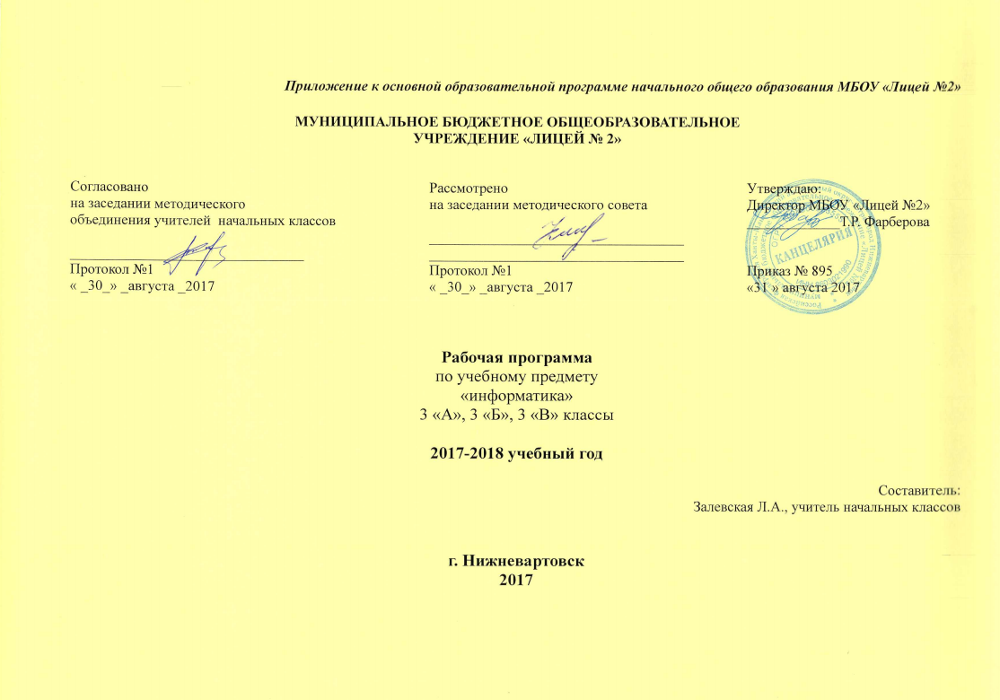 Приложение к основной образовательной программе начального общего образования МБОУ «Лицей №2»
МУНИЦИПАЛЬНОЕ БЮДЖЕТНОЕ ОБЩЕОБРАЗОВАТЕЛЬНОЕ
УЧРЕЖДЕНИЕ «ЛИЦЕЙ № 2»
Согласовано
на заседании методического
объединения учителей начальных классов
Протокол №1
« _30_» _августа _2017
Рассмотрено
на заседании методического совета
Протокол №1
« _30_» _августа _2017
Утверждаю:
Директор МБОУ «Лицей №2»
Т.Р. Фарберова
КАНЦЕЛЯРИЯ
Приказ № 895
«31 » августа 2017
Рабочая программа
по учебному предмету
«информатика»
3 «А», 3 «Б», 3 «В» классы
2017-2018 учебный год
Составитель:
Залевская Л.А., учитель начальных классов
г. Нижневартовск
2017